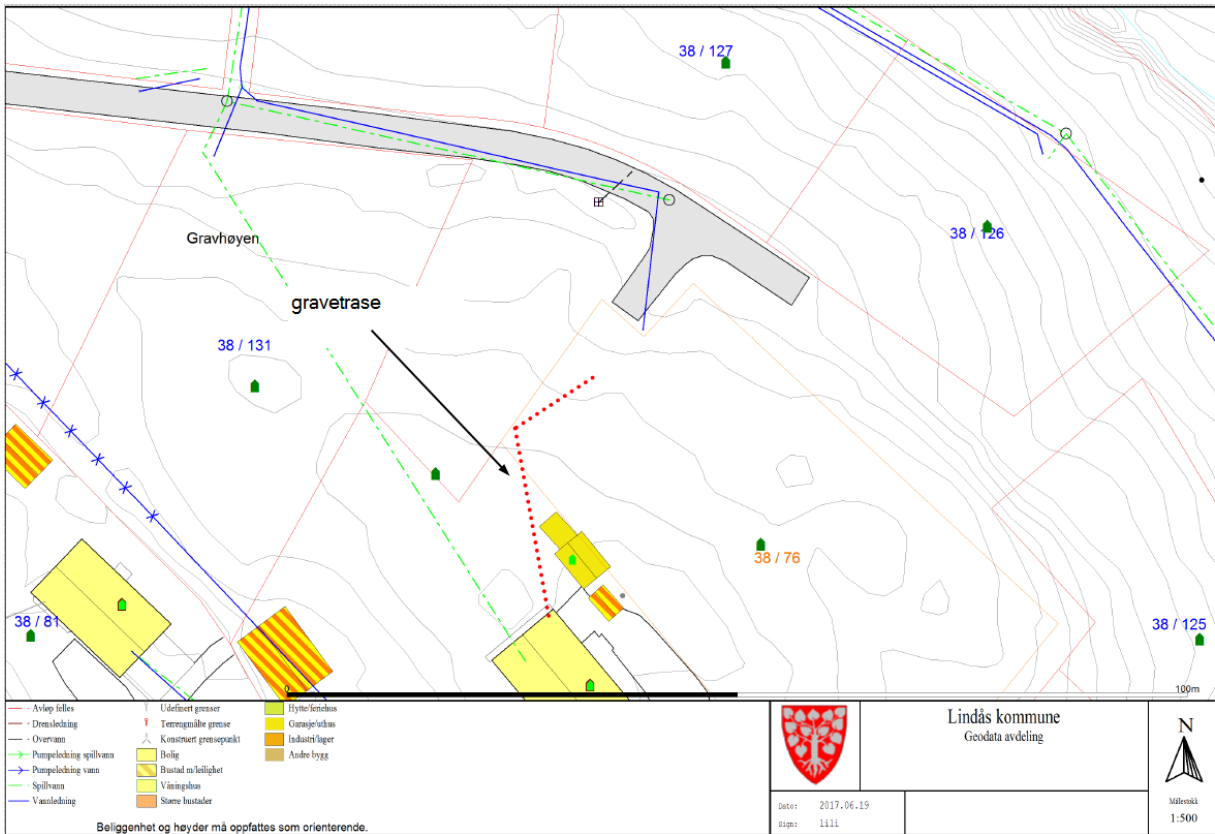 38 / 127
38 / 126
Gravhøyen
gravetrase
38 / 131
38 / 76
38 / 81
38 / 125
0
100m
Avløp felles
Drensledning
Overvann
Pumpeledning spillvann
Pumpeledning vann
Spillvann
Vannledning
Udefinert grenser
Terrengmålte grense
Konstruert grensepunkt
Bolig
Bustad m/leilighet
Våningshus
Større bustader
Hytte/feriehus
Garasje/uthus
Industri/lager
Andre bygg
Beliggenhet og høyder må oppfattes som orienterende.
Lindås kommune
Geodata avdeling
Dato: 2017.06.19
Sign: lili
N
Målestokk
1:500